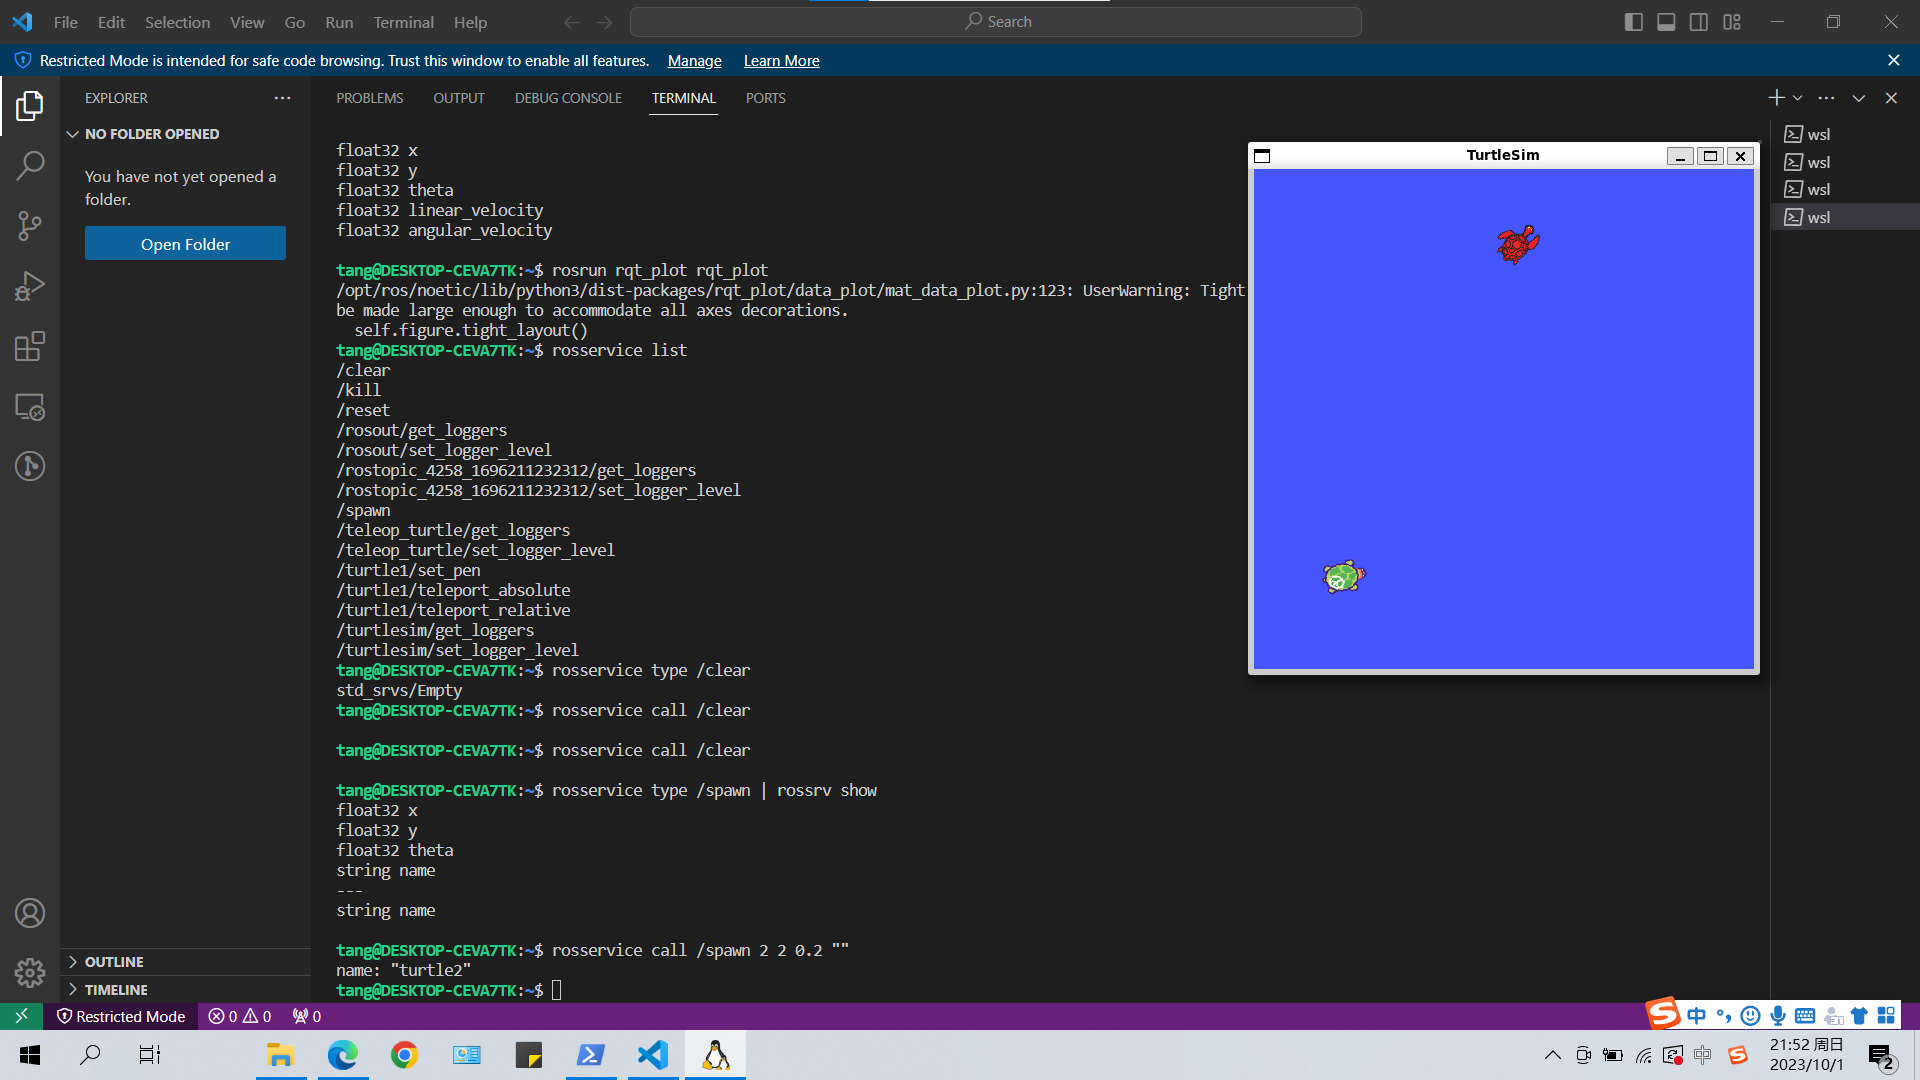 File Edit Selection View Go Run Terminal Help
Search
Restricted Mode is intended for safe code browsing. Trust this window to enable all features. Manage Learn More
EXPLORER
PROBLEMS OUTPUT DEBUG CONSOLE TERMINAL PORTS
NO FOLDER OPENED
You have not yet opened a
folder.
Open Folder
OUTLINE
TIMELINE
float32 x
float32 y
float32 theta
float32 linear_velocity
float32 angular_velocity
tang@DESKTOP-CEVA7TK:~$ rosrun rqt_plot rqt_plot
/opt/ros/noetic/lib/python3/dist-packages/rqt_plot/data_plot/mat_data_plot.py:123: UserWarning: Tight
be made large enough to accommodate all axes decorations.
self.figure.tight_layout()
tang@DESKTOP-CEVA7TK:~$ rosservice list
/clear
/kill
/reset
/rosout/get_loggers
/rosout/set_logger_level
/rostopic_4258_1696211232312/get_loggers
/rostopic_4258_1696211232312/set_logger_level
/spawn
/teleop_turtle/get_loggers
/teleop_turtle/set_logger_level
/turtle1/set_pen
/turtle1/teleport_absolute
/turtle1/teleport_relative
/turtlesim/get_loggers
/turtlesim/set_logger_level
tang@DESKTOP-CEVA7TK:~$ rosservice type /clear
std_srvs/Empty
tang@DESKTOP-CEVA7TK:~$ rosservice call /clear
tang@DESKTOP-CEVA7TK:~$ rosservice call /clear
tang@DESKTOP-CEVA7TK:~$ rosservice type /spawn | rossrv show
float32 x
float32 y
float32 theta
string name
---
string name
tang@DESKTOP-CEVA7TK:~$ rosservice call /spawn 2 2 0.2 ""
name: "turtle2"
tang@DESKTOP-CEVA7TK:~$
TurtleSim
wsl
wsl
wsl
wsl
Restricted Mode 0 0 0
中
中
21:52 周日
2023/10/1
2